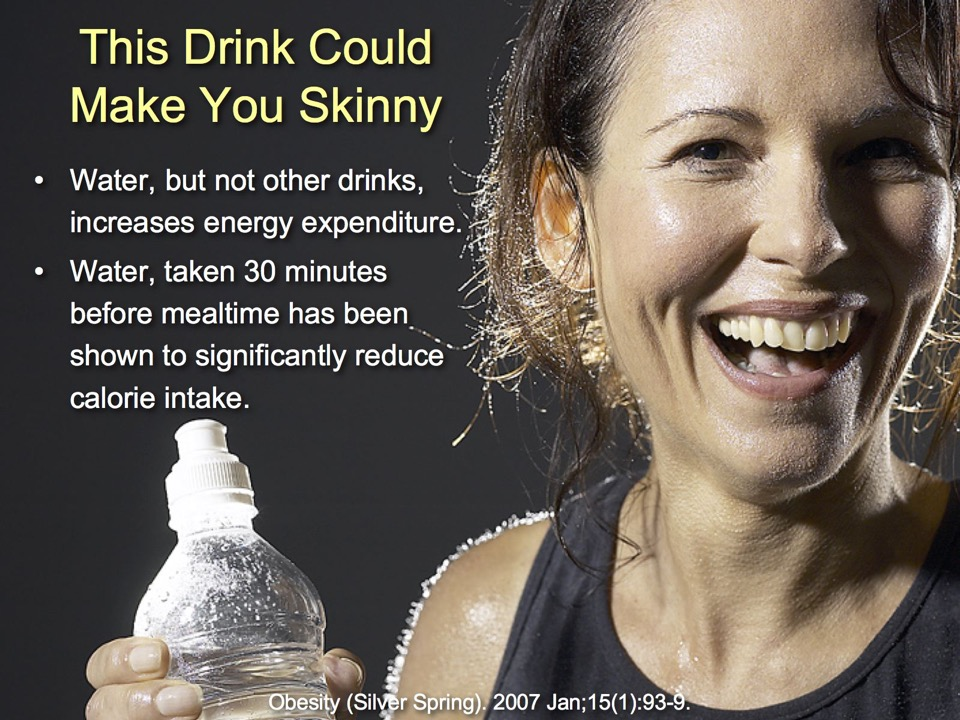 This Drink Could
Make You Skinny
• Water, but not other drinks,
increases energy expenditure.
• Water, taken 30 minutes
before mealtime has been
shown to significantly reduce
calorie intake.
Obesity (Silver Spring). 2007 Jan;15(1):93-9.